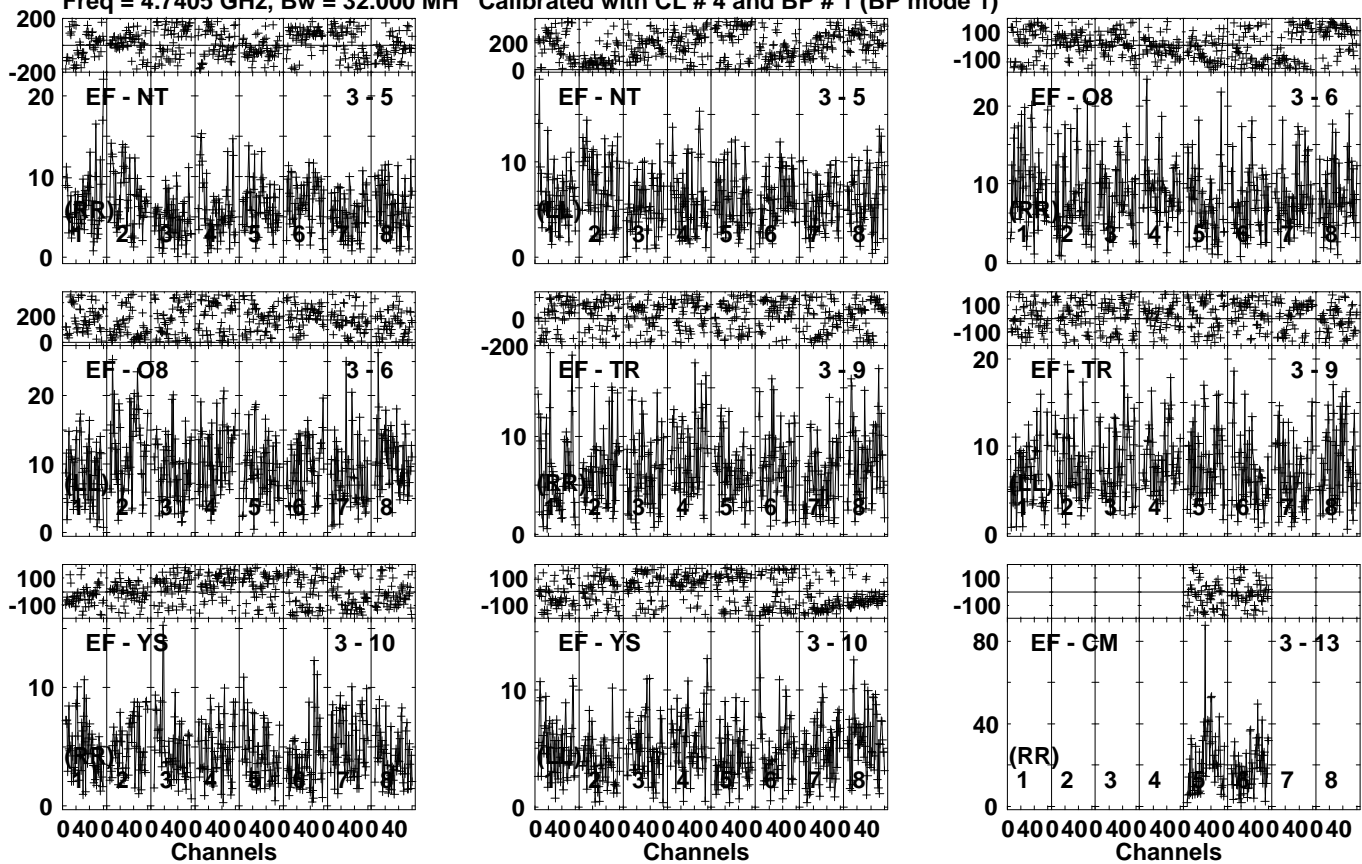 Freq = 4.7405 GHz, Bw = 32.000 MH Calibrated with CL # 4 and BP # 1 (BP mode 1)
200
-200
20
10
0
EF - NT
3 - 5
(RR)
1 2 3 4 5 6 7 8
200
0
10
0
EF - NT
3 - 5
(LL)
1 2 3 4 5 6 7 8
100
-100
20
10
0
EF - O8
3 - 6
(RR)
1 2 3 4 5 6 7 8
200
0
20
10
0
EF - O8
3 - 6
(LL)
1 2 3 4 5 6 7 8
0
-200
10
0
EF - TR
3 - 9
(RR)
1 2 3 4 5 6 7 8
100
-100
20
10
0
EF - TR
3 - 9
(LL)
1 2 3 4 5 6 7 8
100
-100
10
0
EF - YS
3 - 10
(RR)
1 2 3 4 5 6 7 8
0 40 0 40 0 40 0 40 0 40 0 40 0 40 40
Channels
100
-100
10
0
EF - YS
3 - 10
(LL)
1 2 3 4 5 6 7 8
0 40 0 40 0 40 0 40 0 40 0 40 0 40 40
Channels
100
-100
80
40
0
EF - CM
3 - 13
(RR)
1 2 3 4 5 6 7 8
0 40 0 40 0 40 0 40 0 40 0 40 0 40 40
Channels